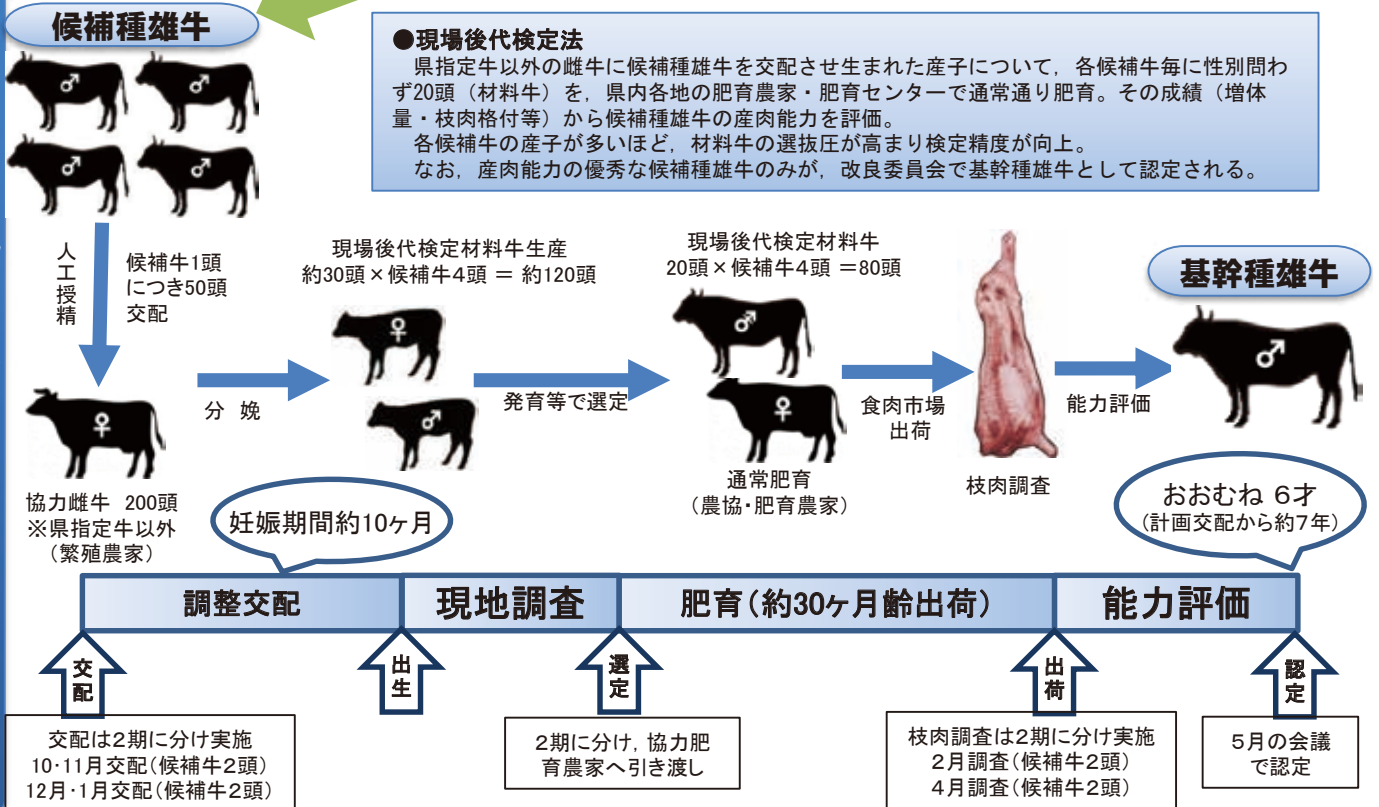 候補種雄牛
●現場後代検定法
県指定牛以外の雌牛に候補種雄牛を交配させ生まれた産子について，各候補牛毎に性別問わ
ず20頭（材料牛）を，県内各地の肥育農家・肥育センターで通常通り肥育。その成績（増体
量・枝肉格付等）から候補種雄牛の産肉能力を評価。
各候補牛の産子が多いほど，材料牛の選抜圧が高まり検定精度が向上。
なお，産肉能力の優秀な候補種雄牛のみが，改良委員会で基幹種雄牛として認定される。
♂
♂
♂
♂
人工授精
候補牛1頭
につき50頭
交配
現場後代検定材料牛生産
約30頭×候補牛４頭 ＝ 約120頭
現場後代検定材料牛
20頭×候補牛４頭 ＝80頭
基幹種雄牛
♀
♂
♂
♀
♂
♀
分 娩
発育等で選定
食肉市場
出荷
能力評価
協力雌牛 200頭
※県指定牛以外
（繁殖農家）
通常肥育
（農協・肥育農家）
枝肉調査
妊娠期間約10ヶ月
おおむね 6才
（計画交配から約７年）
調整交配
現地調査
肥育（約30ヶ月齢出荷）
能力評価
交配
出生
選定
出荷
認定
交配は２期に分け実施
10・11月交配（候補牛２頭）
12月・１月交配（候補牛２頭）
２期に分け，協力肥
育農家へ引き渡し
枝肉調査は２期に分け実施
２月調査（候補牛２頭）
４月調査（候補牛２頭）
５月の会議
で認定